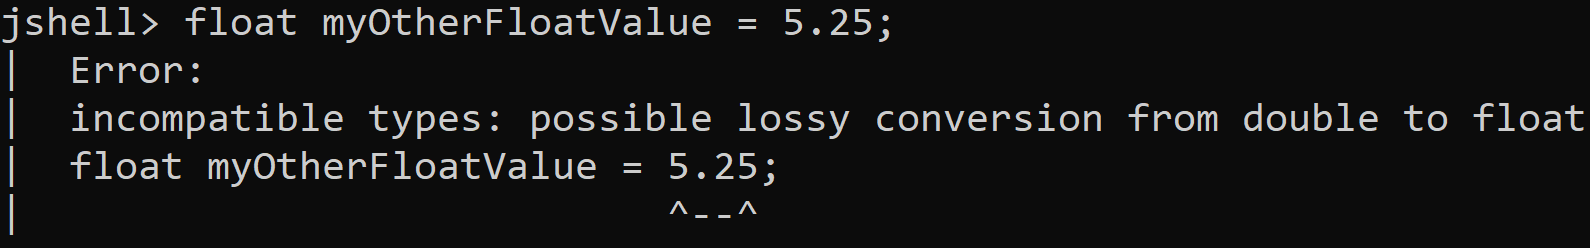 jshell> float myOtherFloatValue = 5.25;
|  Error:
|  incompatible types: possible lossy conversion from double to float
|  float myOtherFloatValue = 5.25;
|                            ^--^